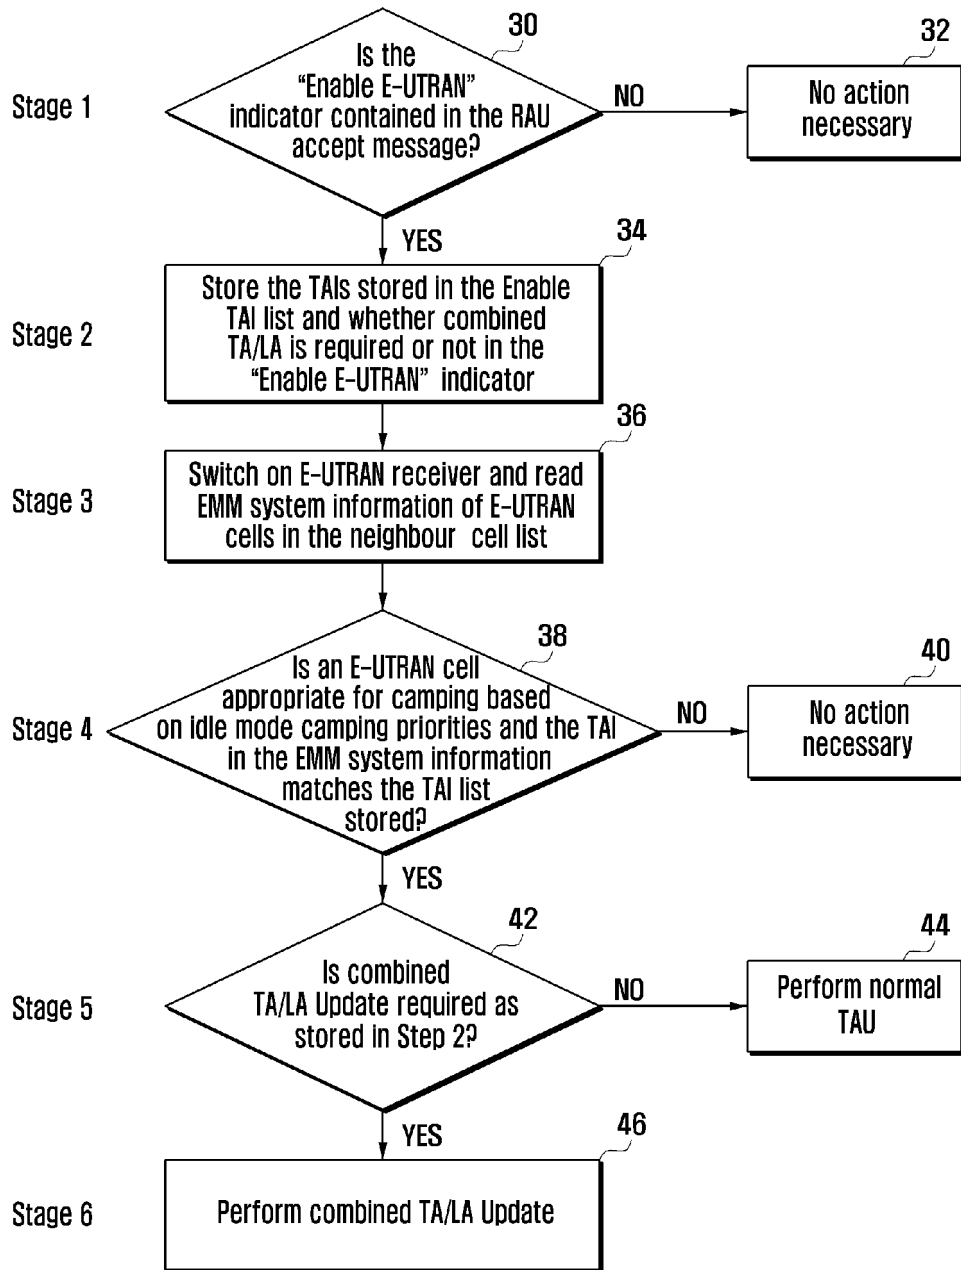 30
32
Stage 1
Is the
“Enable E-UTRAN”
indicator contained in the RAU
accept message?
NO
No action
necessary
YES
34
Stage 2
Store the TAIs stored in the Enable
TAI list and whether combined
TA/LA is required or not in the
“Enable E-UTRAN” indicator
36
Stage 3
Switch on E-UTRAN receiver and read
EMM system information of E-UTRAN
cells in the neighbour cell list
38
40
Stage 4
Is an E-UTRAN cell
appropriate for camping based
on idle mode camping priorities and the TAI
in the EMM system information
matches the TAI list
stored?
NO
No action
necessary
YES
42
44
Stage 5
Is combined
TA/LA Update required as
stored in Step 2?
NO
Perform normal
TAU
YES
46
Stage 6
Perform combined TA/LA Update